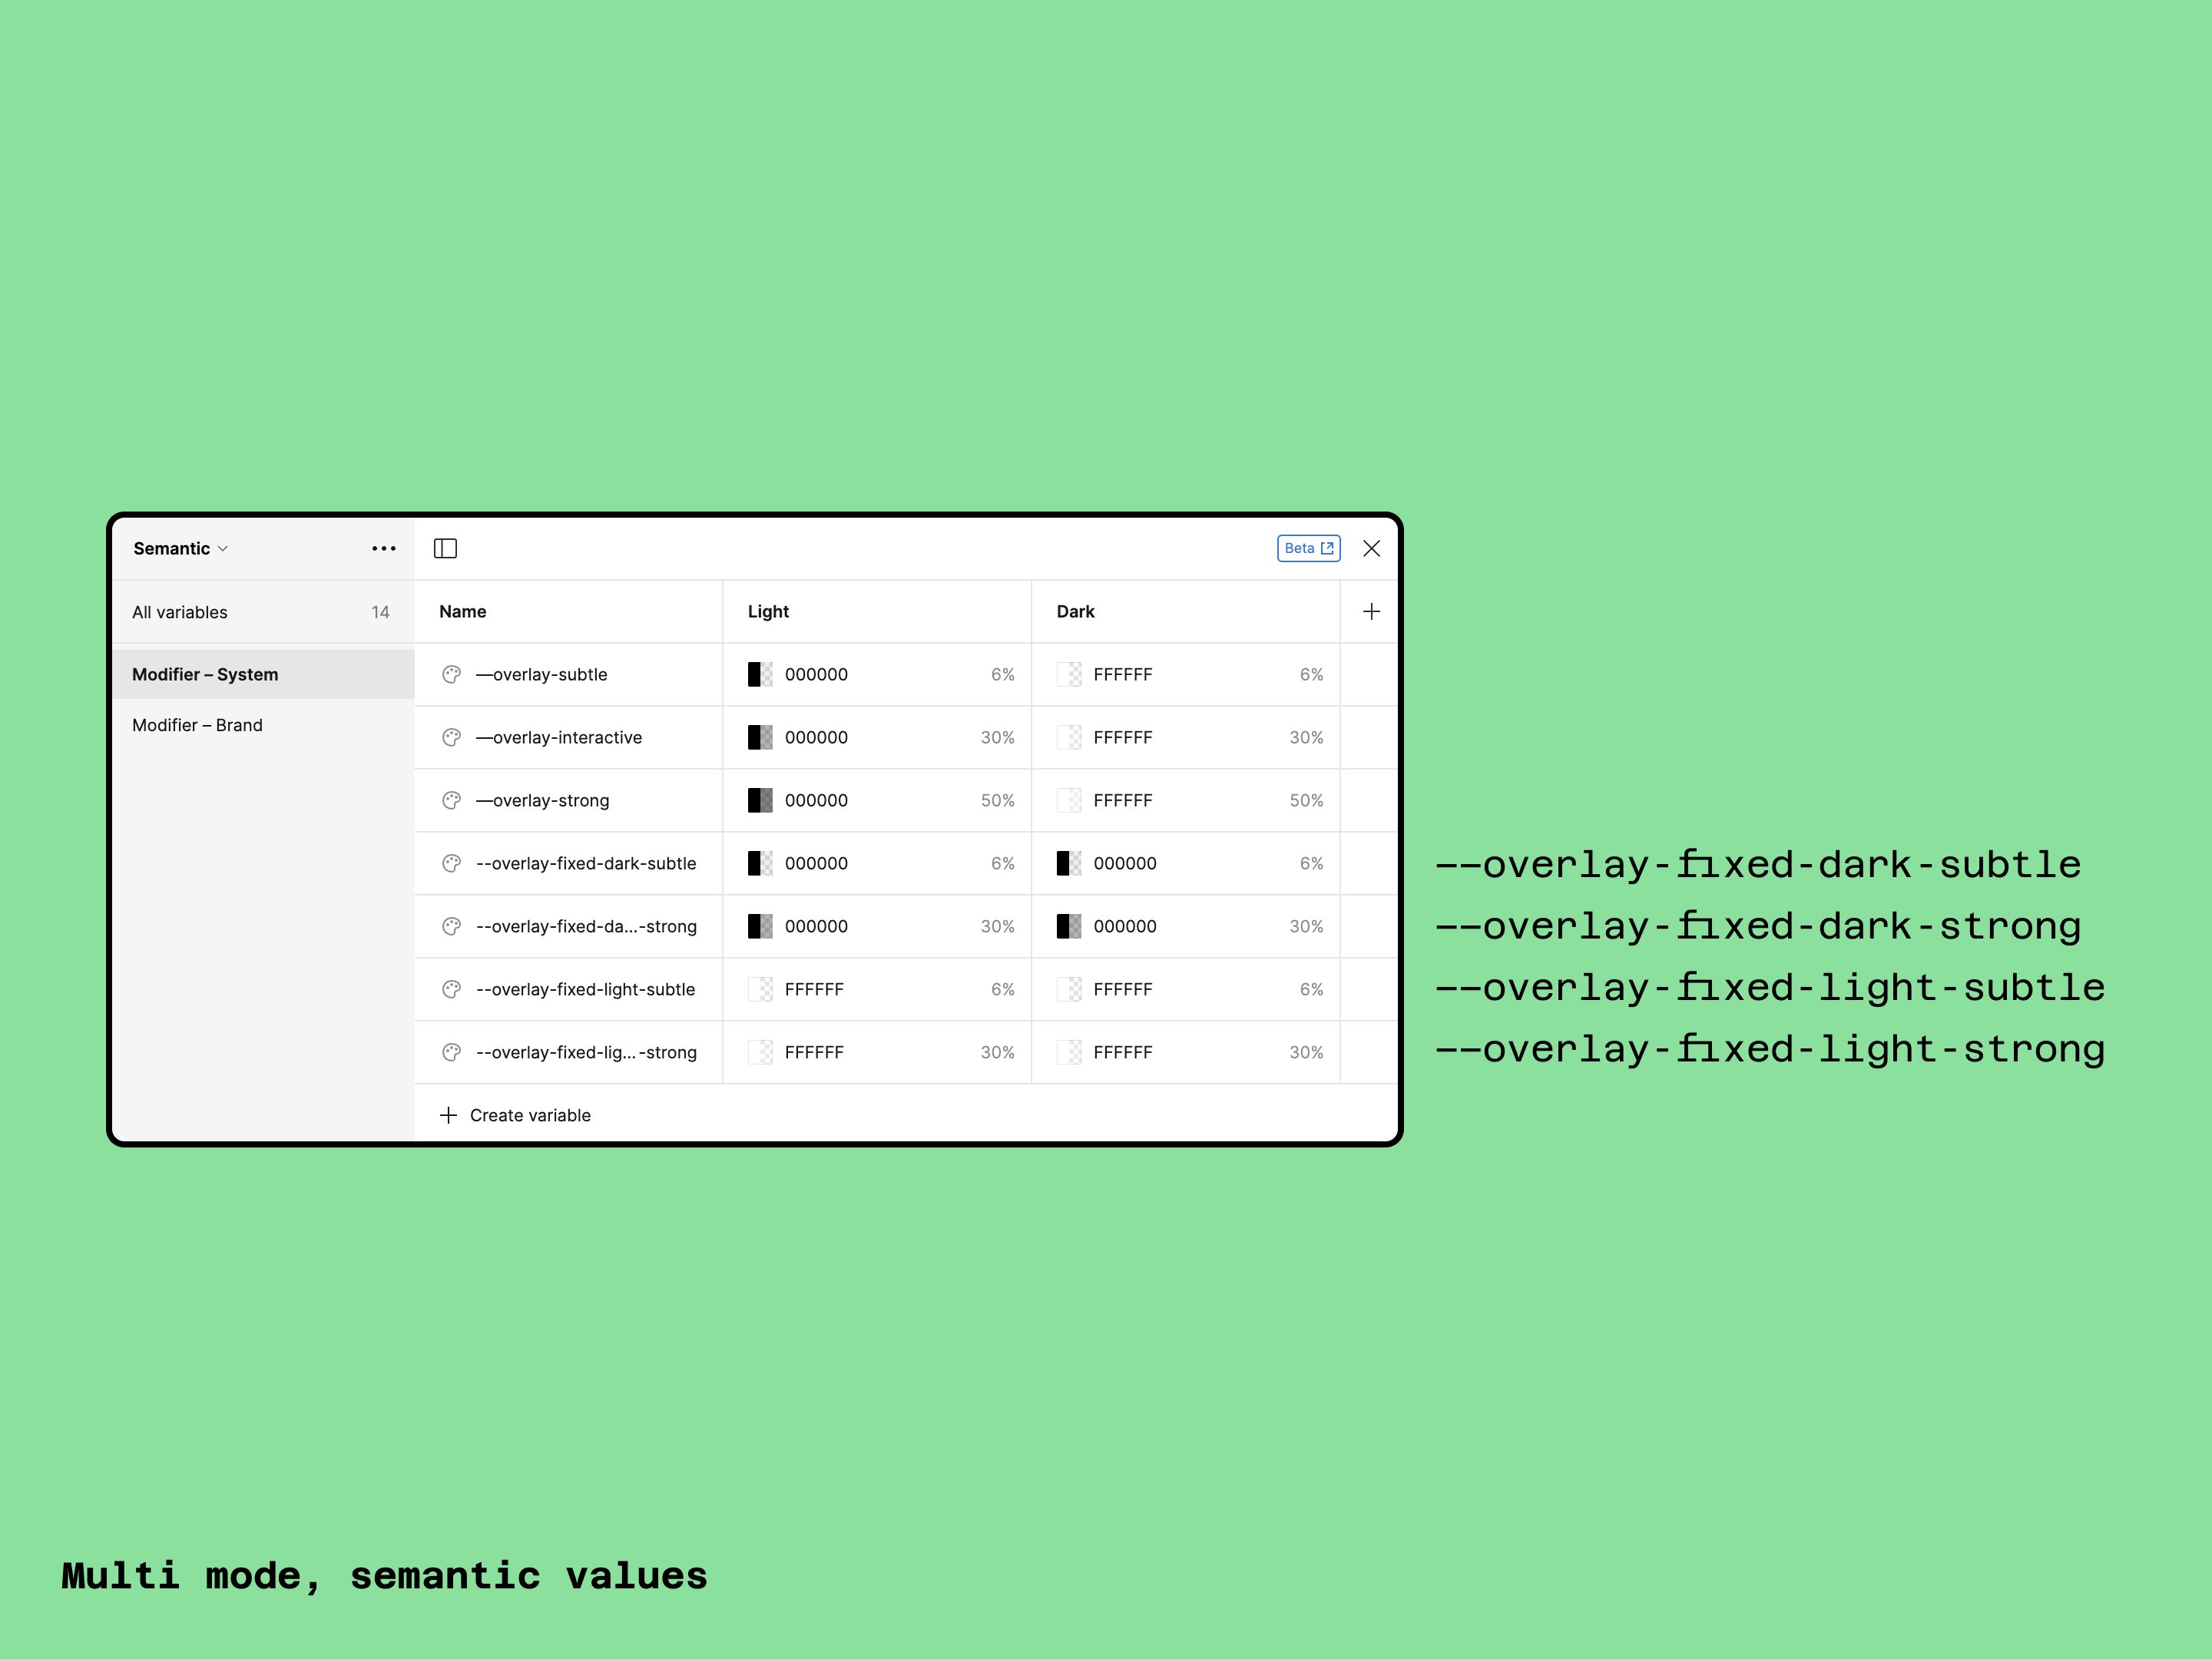 Semantic
Beta
All variables 14
Name Light Dark
Modifier – System
Modifier – Brand
—overlay-subtle 000000 6% FFFFFF 6%
—overlay-interactive 000000 30% FFFFFF 30%
—overlay-strong 000000 50% FFFFFF 50%
--overlay-fixed-dark-subtle 000000 6% 000000 6%
--overlay-fixed-da...-strong 000000 30% 000000 30%
--overlay-fixed-light-subtle FFFFFF 6% FFFFFF 6%
--overlay-fixed-lig...-strong FFFFFF 30% FFFFFF 30%
Create variable
--overlay-fixed-dark-subtle
--overlay-fixed-dark-strong
--overlay-fixed-light-subtle
--overlay-fixed-light-strong
Multi mode, semantic values